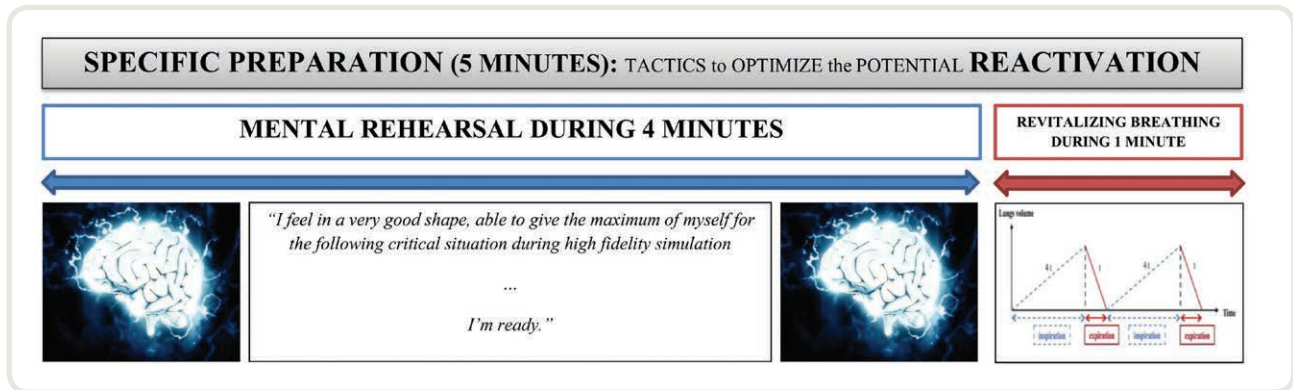 SPECIFIC PREPARATION (5 MINUTES): TACTICS to OPTIMIZE the POTENTIAL REACTIVATION
MENTAL REHEARSAL DURING 4 MINUTES
REVITALIZING BREATHING
DURING 1 MINUTE
“I feel in a very good shape, able to give the maximum of myself for
the following critical situation during high fidelity simulation
...
I’m ready.”
Lungs volume
4t
t
4t
t
Time
inspiration
expiration
inspiration
expiration